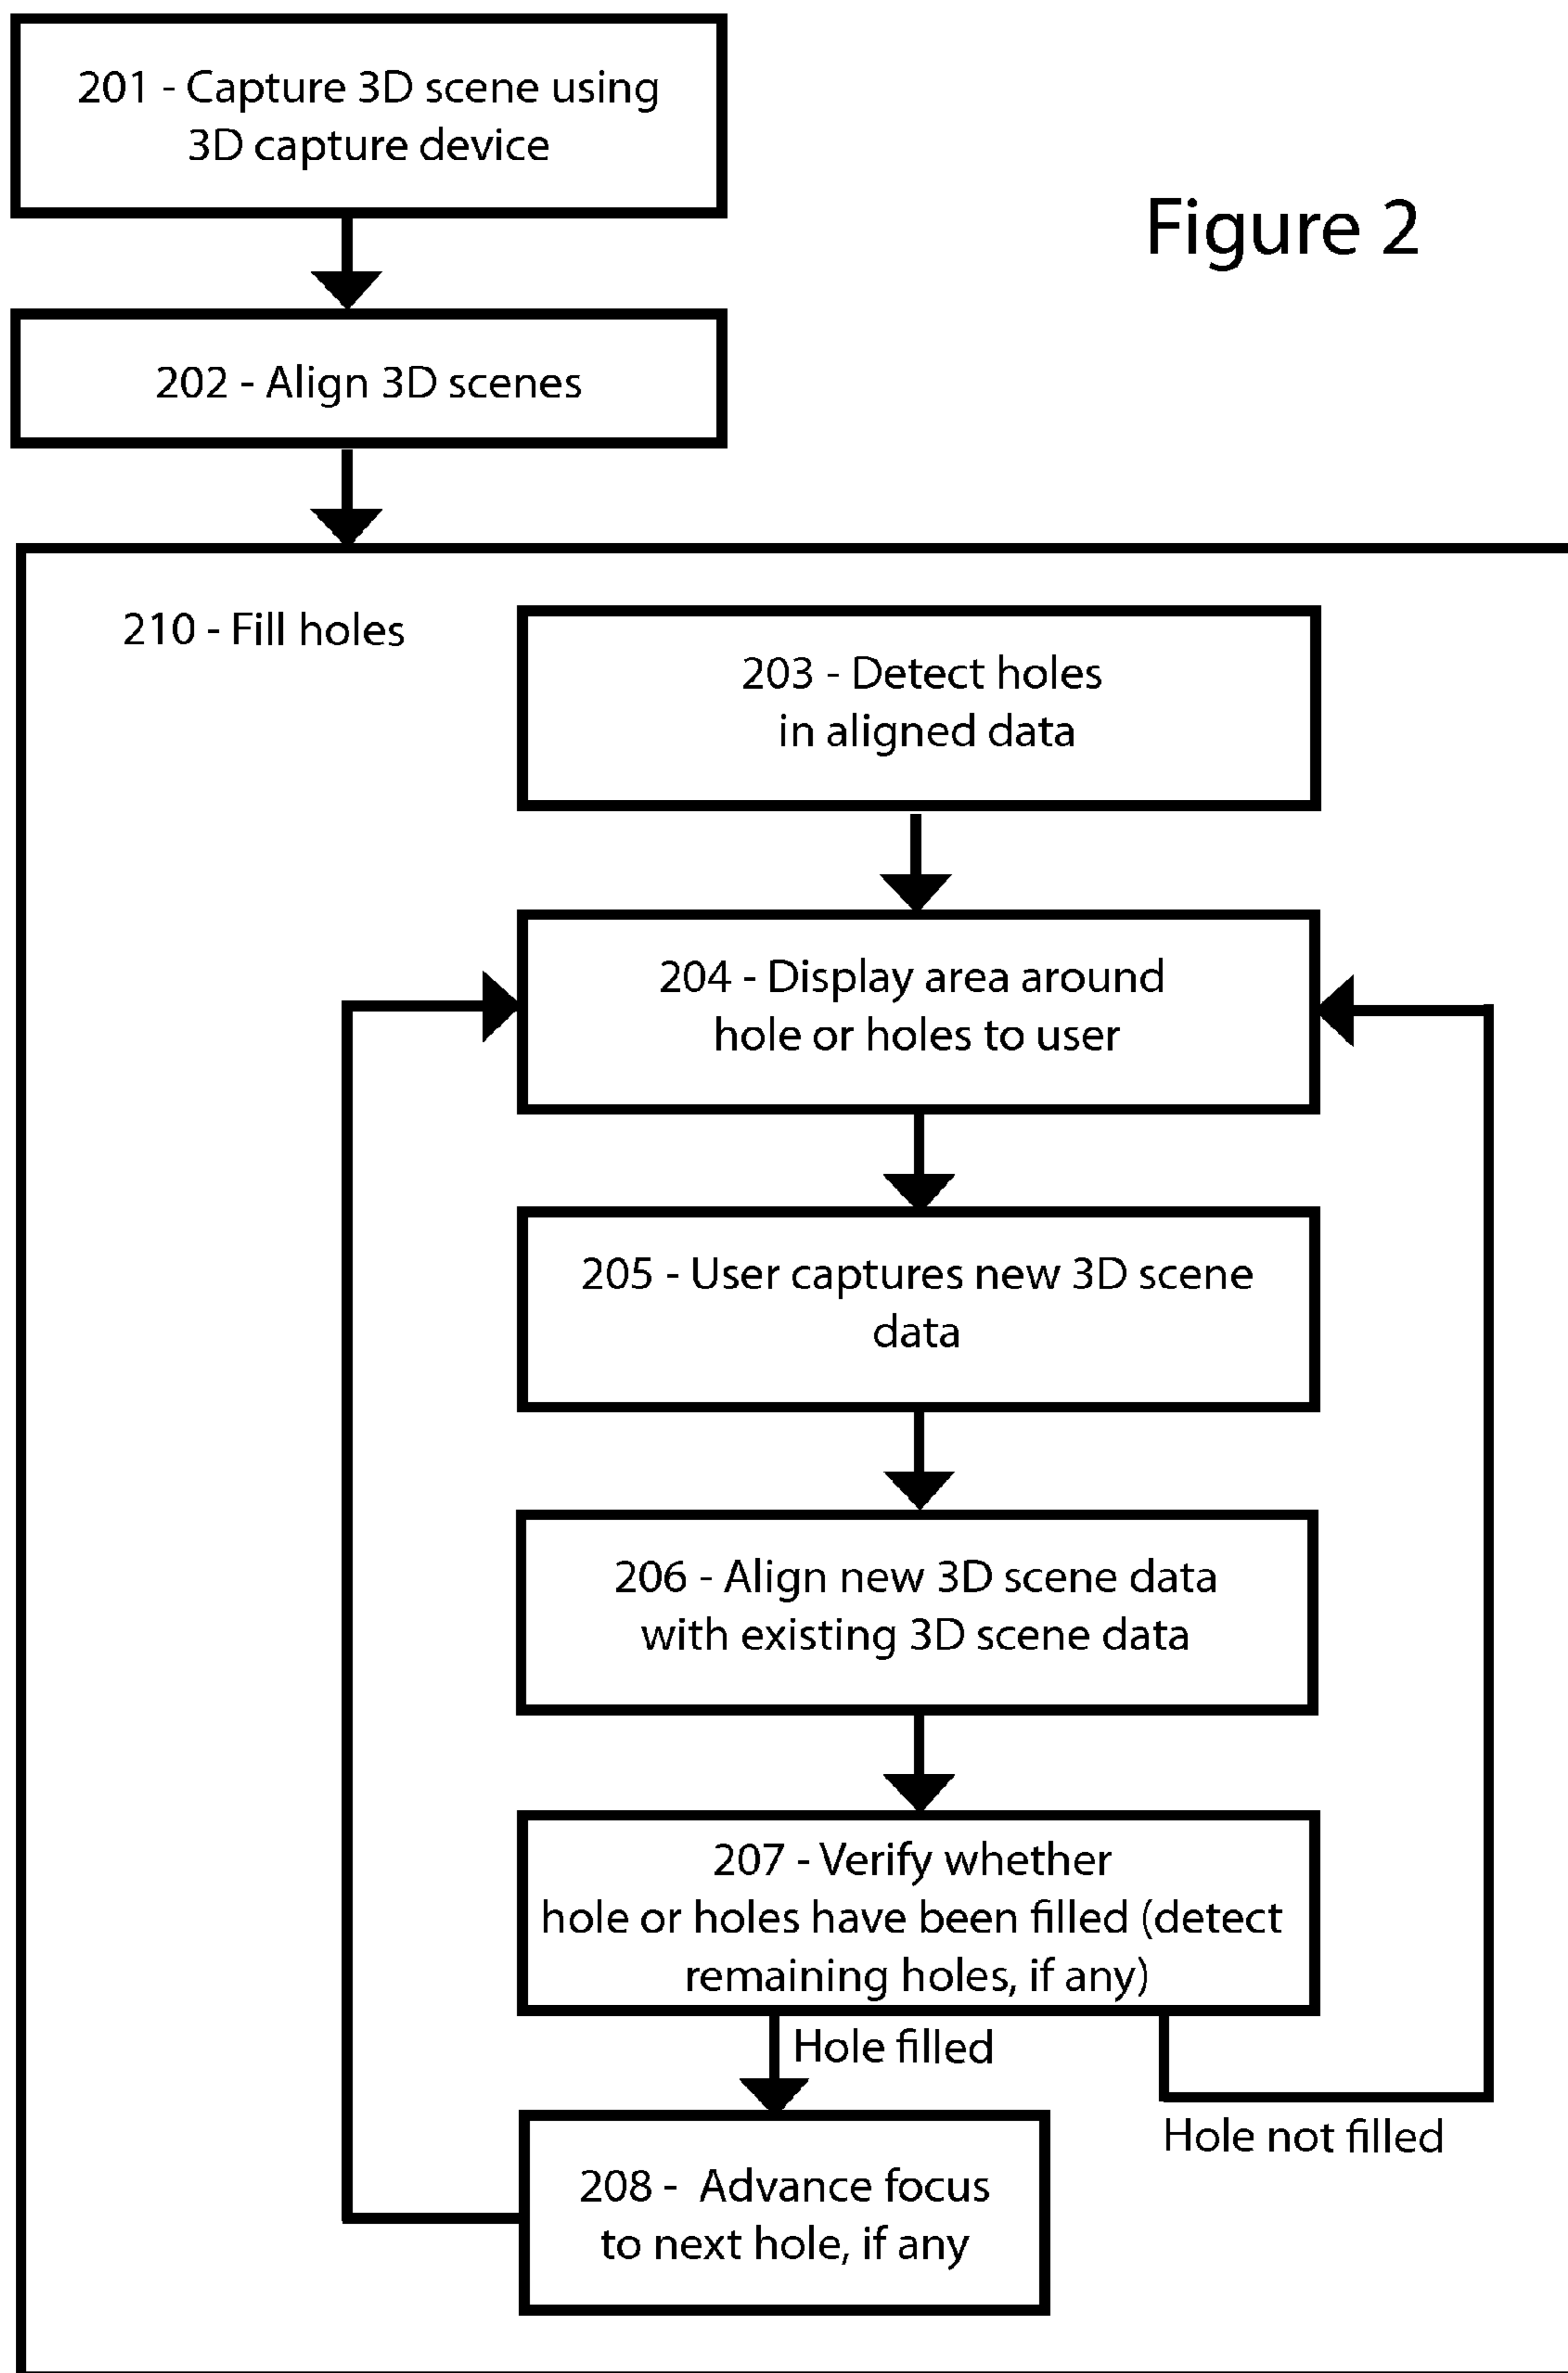 201 - Capture 3D scene using
3D capture device
Figure 2
202 - Align 3D scenes
210 - Fill holes
203 - Detect holes
in aligned data
204 - Display area around
hole or holes to user
205 - User captures new 3D scene
data
206 - Align new 3D scene data
with existing 3D scene data
207 - Verify whether
hole or holes have been filled (detect
remaining holes, if any)
Hole filled
Hole not filled
208 - Advance focus
to next hole, if any